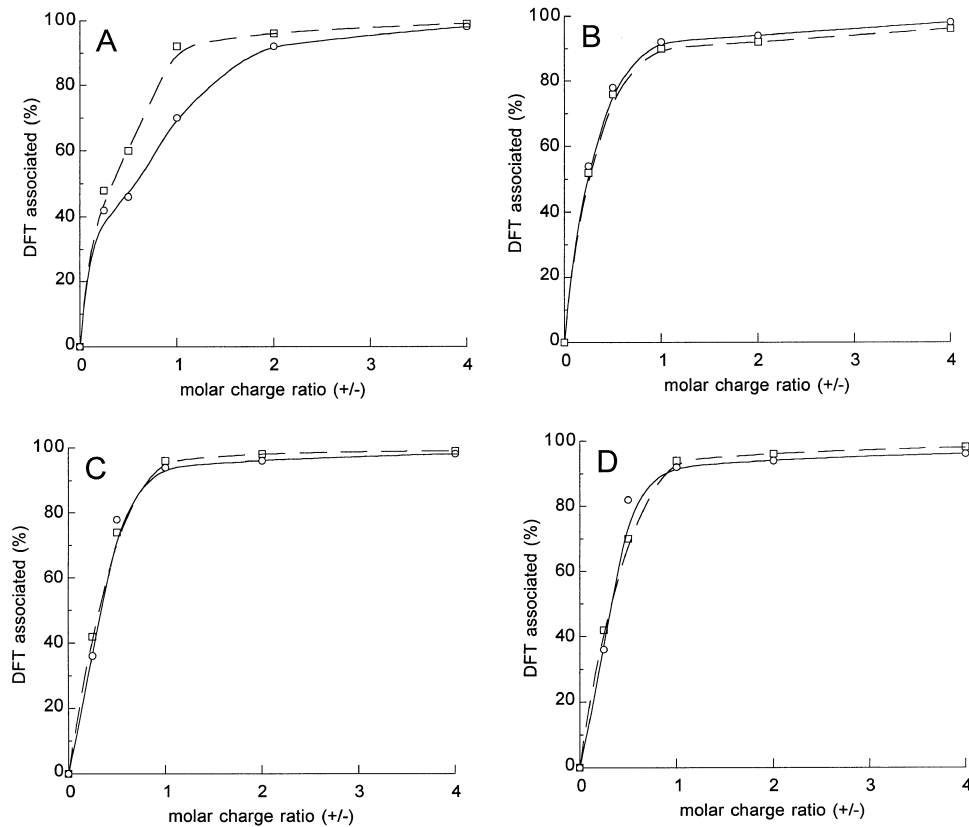 A
DFT associated (%)
100
80
60
40
20
0
0 1 2 3 4
molar charge ratio (+/-)
B
DFT associated (%)
100
80
60
40
20
0
0 1 2 3 4
molar charge ratio (+/-)
C
DFT associated (%)
100
80
60
40
20
0
0 1 2 3 4
molar charge ratio (+/-)
D
DFT associated (%)
100
80
60
40
20
0
0 1 2 3 4
molar charge ratio (+/-)